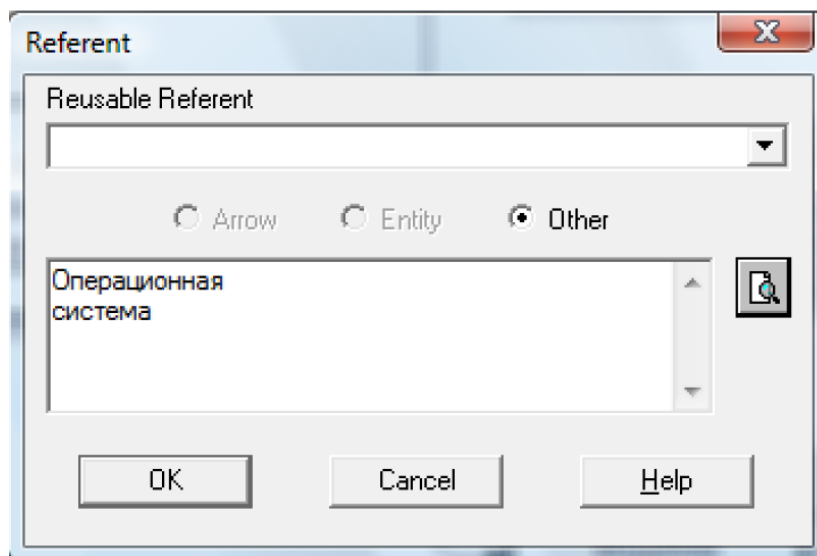 Referent
Reusable Referent
Arrow Entity Other
Операционная
система
OK Cancel Help